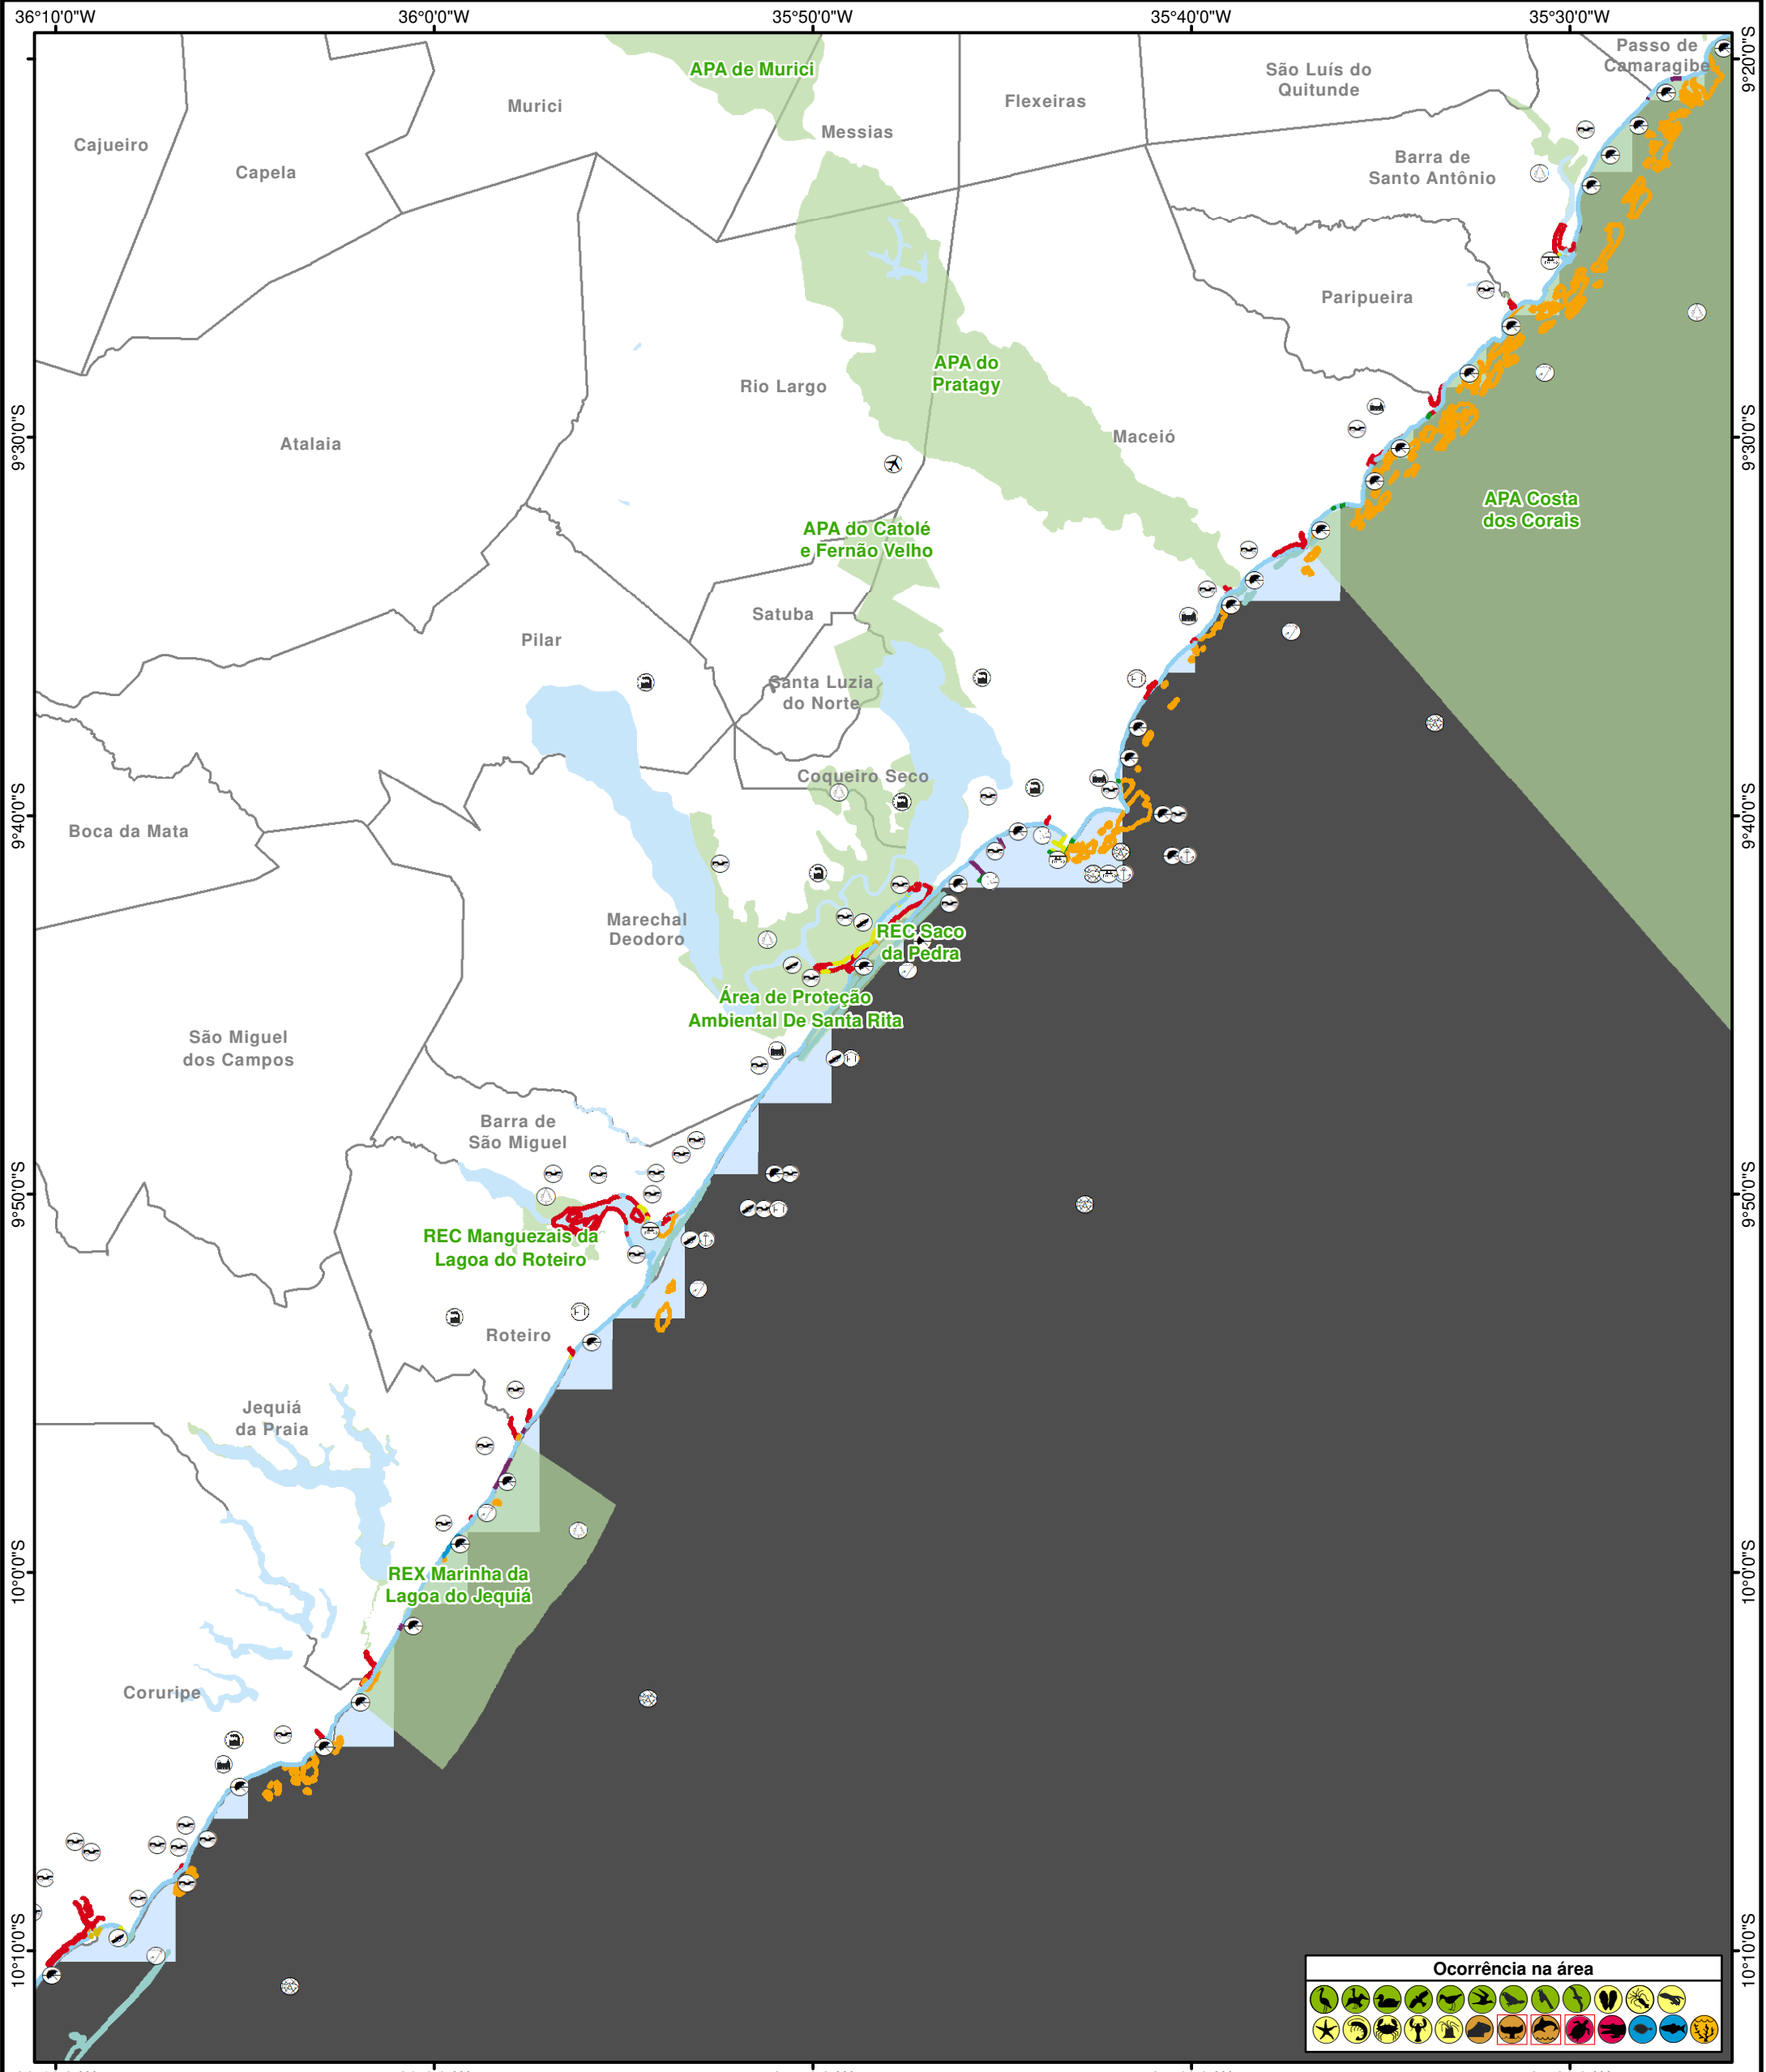 36°10'0"W
36°0'0"W
35°50'0"W
35°40'0"W
35°30'0"W
Passo de
Camaragibe
9°20'0"S
APA de Murici
São Luís do
Quitunde
Flexeiras
Murici
Messias
Cajueiro
Capela
Barra de
Santo Antônio
Paripueira
APA do
Pratagy
Rio Largo
Maceió
Atalaia
9°30'0"S
9°30'0"S
APA Costa
dos Corais
APA do Catolé
e Fernão Velho
Satuba
Pilar
Santa Luzia
do Norte
Coqueiro Seco
9°40'0"S
9°40'0"S
Boca da Mata
Marechal
Deodoro
REC Saco
da Pedra
Área de Proteção
Ambiental De Santa Rita
São Miguel
dos Campos
Barra de
São Miguel
9°50'0"S
9°50'0"S
REC Manguezais da
Lagoa do Roteiro
Roteiro
Jequiá
da Praia
10°0'0"S
10°0'0"S
REX Marinha da
Lagoa do Jequiá
Coruripe
10°10'0"S
10°10'0"S
Ocorrência na área